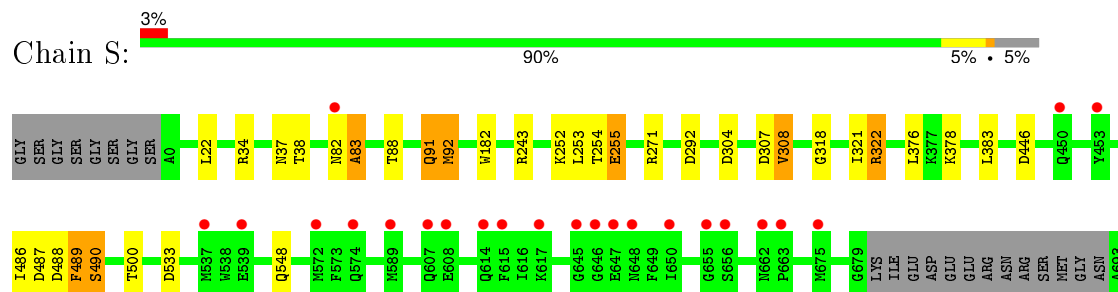 3%
Chain S:
90% 5% • 5%
GLY SER GLY SER GLY SER GLY SER A0 L22 R34 N37 T38 N82 A83 T88 Q91 M92 W182 R243 K252 L253 T254 E255 R271 D292 D304 D307 V308 G318 I321 R322 L376 K377 K378 L383 D446 Q450 Y453
I486 D487 D488 F489 S490 T500 D533 M537 W538 E539 Q548 M572 F573 Q574 M589 Q607 E608 Q614 F615 I616 K617 G645 G646 E647 N648 F649 I650 G655 S656 N662 P663 M675 G679 LYS ILE GLU ASP GLU GLU ARG ASN ARG SER MET GLY ASN